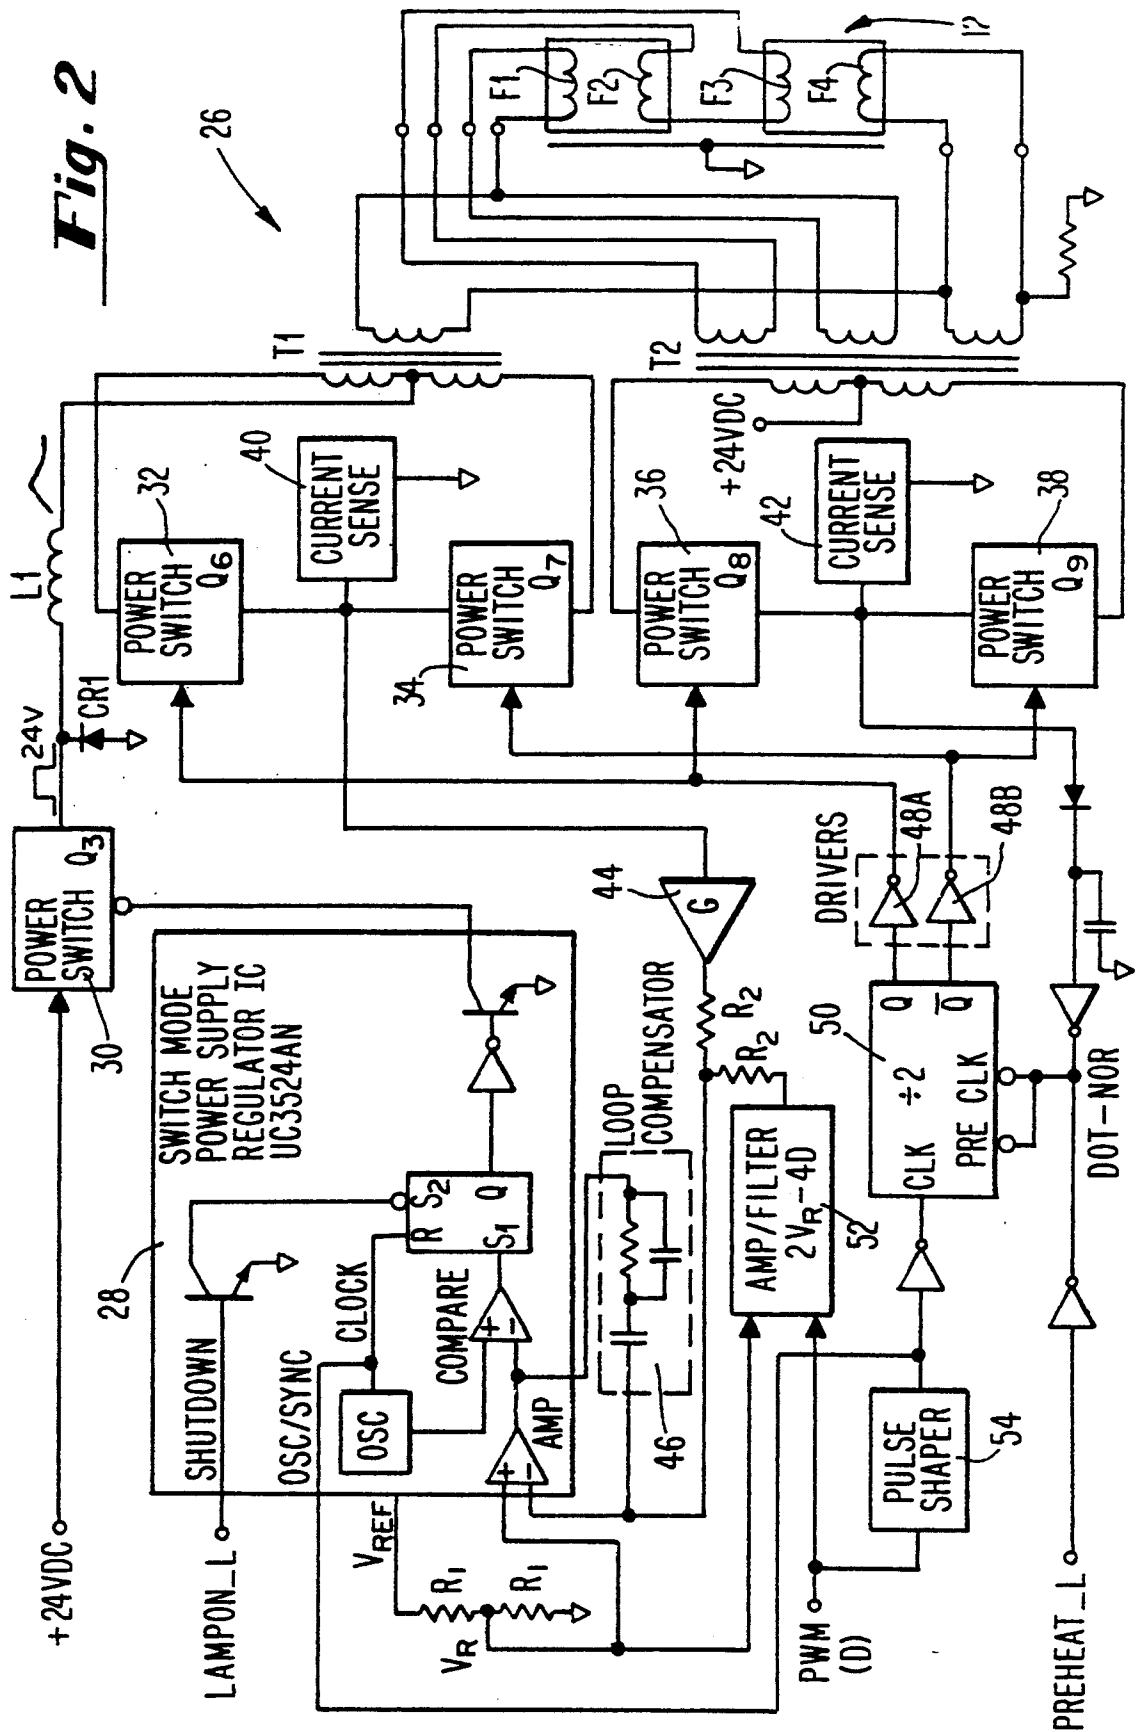 Fig. 2
26
+24VDC
POWER
SWITCH
Q3
30
24V
CR1
L1
T1
28
SWITCH MODE
POWER SUPPLY
REGULATOR IC
UC3524AN
LAMPON_L
SHUTDOWN
OSC/SYNC
CLOCK
OSC
COMPARE
+
-
R
S2
S1
Q
AMP
+
-
VREF
R1
R1
VR
POWER
SWITCH
Q6
32
CURRENT
SENSE
40
POWER
SWITCH
Q7
34
44
G
R2
R2
LOOP
COMPENSATOR
46
AMP/FILTER
2VR-4D
52
PWM
(D)
PULSE
SHAPER
54
CLK
÷2
50
Q
Q̅
PRE CLK
DRIVERS
48A
48B
DOT-NOR
PREHEAT_L
POWER
SWITCH
Q8
36
+24VDC
CURRENT
SENSE
42
POWER
SWITCH
Q9
38
T2
F1
F2
F3
F4
12